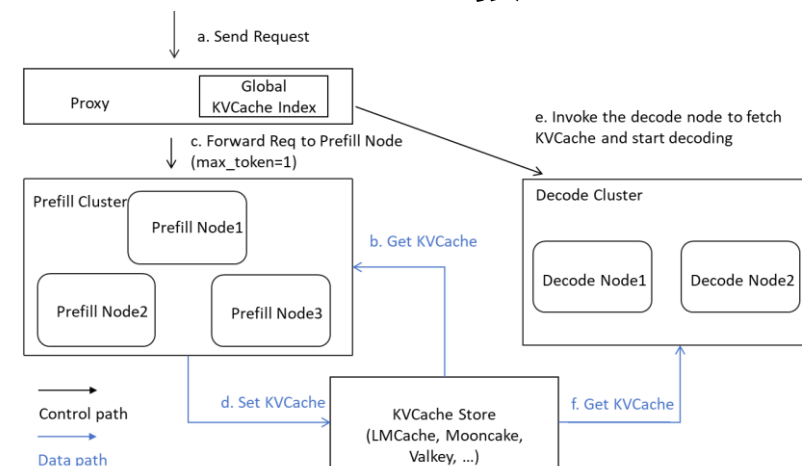 a. Send Request
Proxy
Global
KVCache Index
e. Invoke the decode node to fetch
KVCache and start decoding
c. Forward Req to Prefill Node
(max_token=1)
Prefill Cluster
Prefill Node1
Prefill Node2
Prefill Node3
b. Get KVCache
Decode Cluster
Decode Node1
Decode Node2
d. Set KVCache
f. Get KVCache
KVCache Store
(LMCache, Mooncake,
Valkey, ...)
Control path
Data path